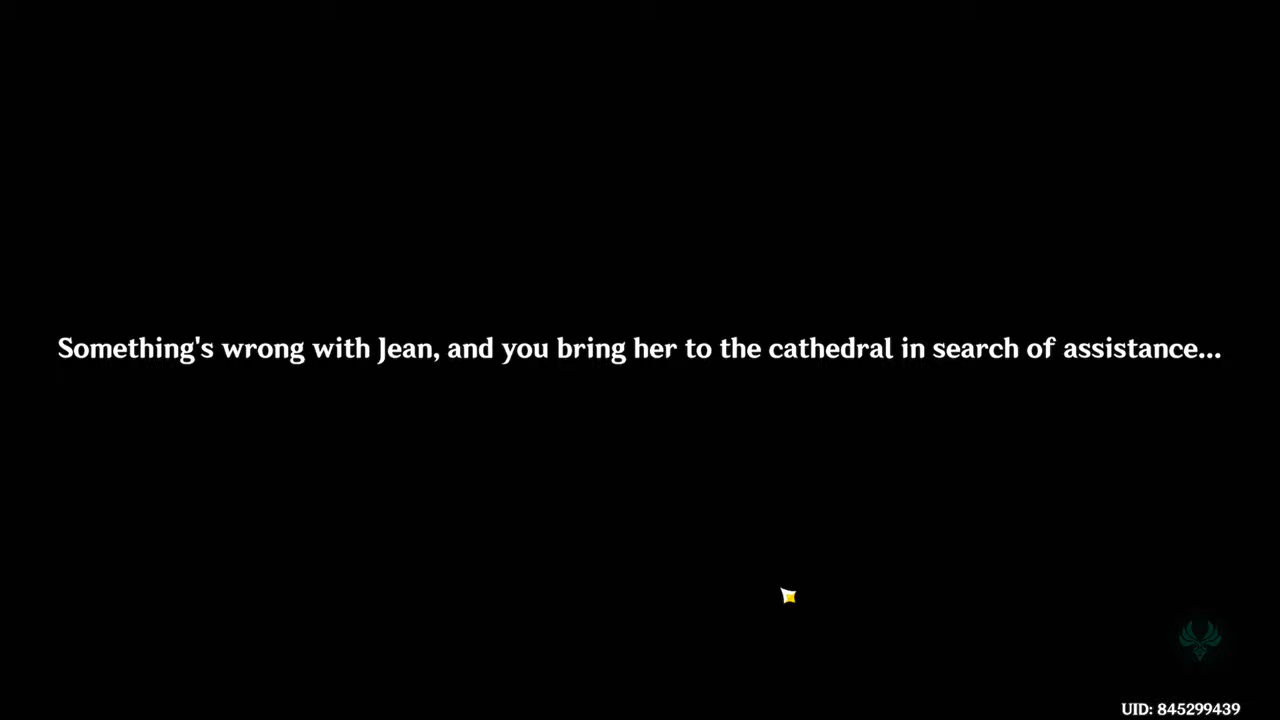 Something's wrong with Jean, and you bring her to the cathedral in search of assistance...
UID: 845299439